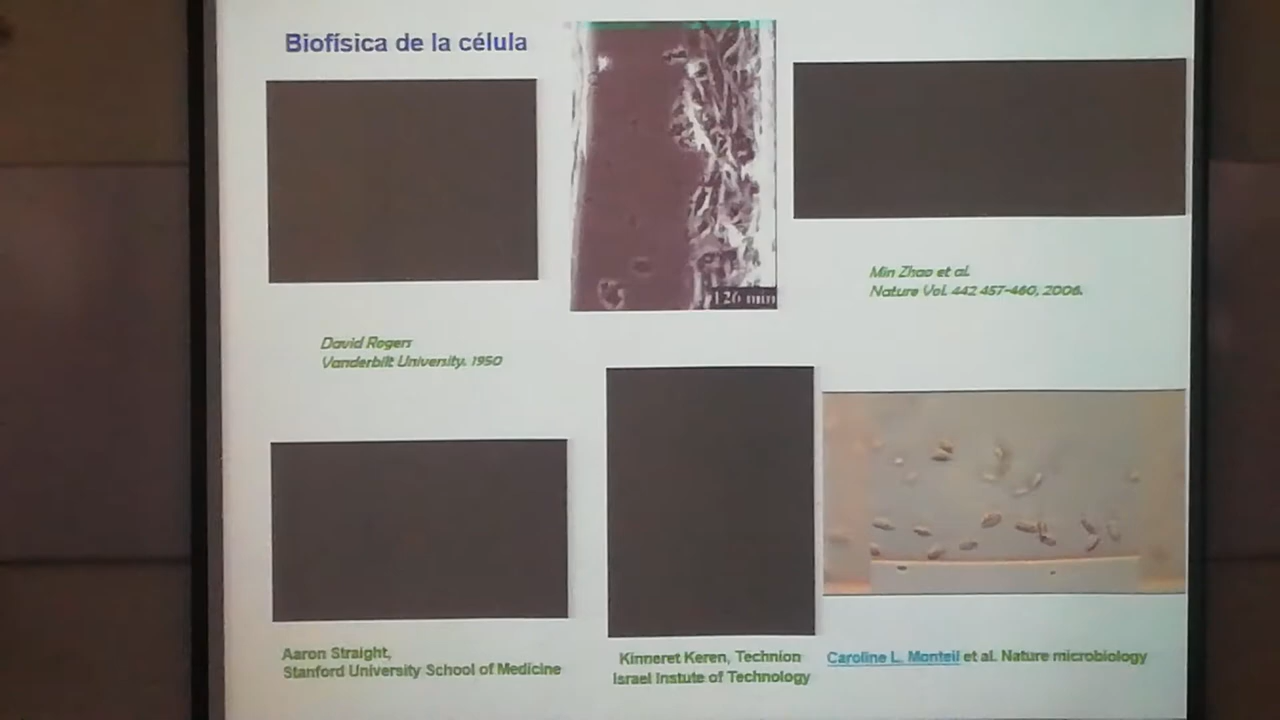 Biofísica de la célula
126 min
Min Zhao et al.
Nature Vol. 442 457-460, 2006.
David Rogers
Vanderbilt University. 1950
Aaron Straight,
Stanford University School of Medicine
Kinneret Keren, Technion
Israel Instute of Technology
Caroline L. Monteil et al. Nature microbiology